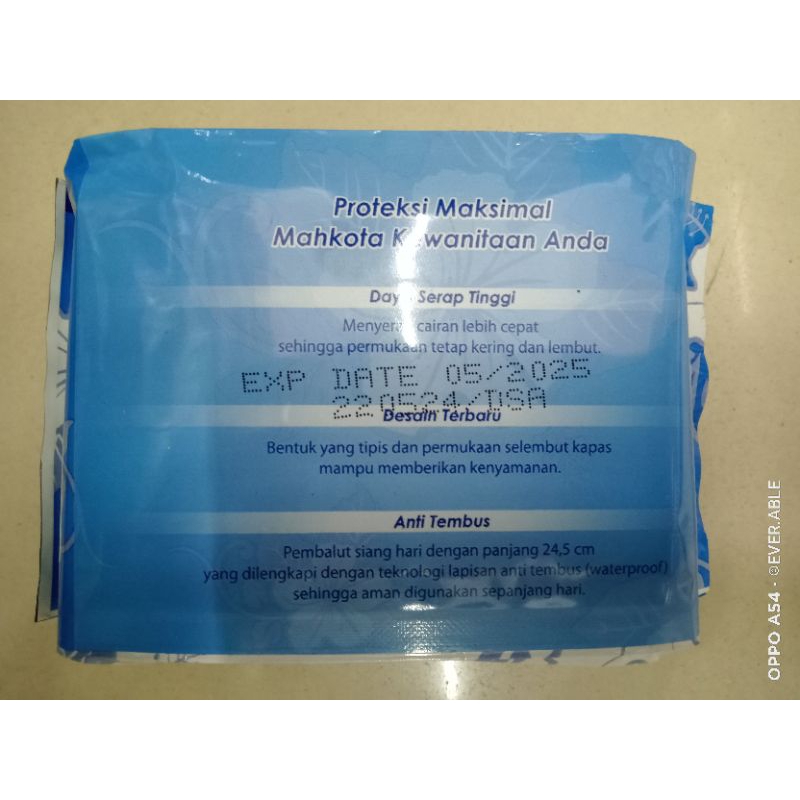 Proteksi Maksimal
Mahkota Kewanitaan Anda
Daya Serap Tinggi
Menyerap cairan lebih cepat
sehingga permukaan tetap kering dan lembut.
EXP DATE 05/2025
220524/DSA
Desain Terbaru
Bentuk yang tipis dan permukaan selembut kapas
mampu memberikan kenyamanan.
Anti Tembus
Pembalut siang hari dengan panjang 24,5 cm
yang dilengkapi dengan teknologi lapisan anti tembus (waterproof)
sehingga aman digunakan sepanjang hari.
OPPO A54 · ©EVER.ABLE